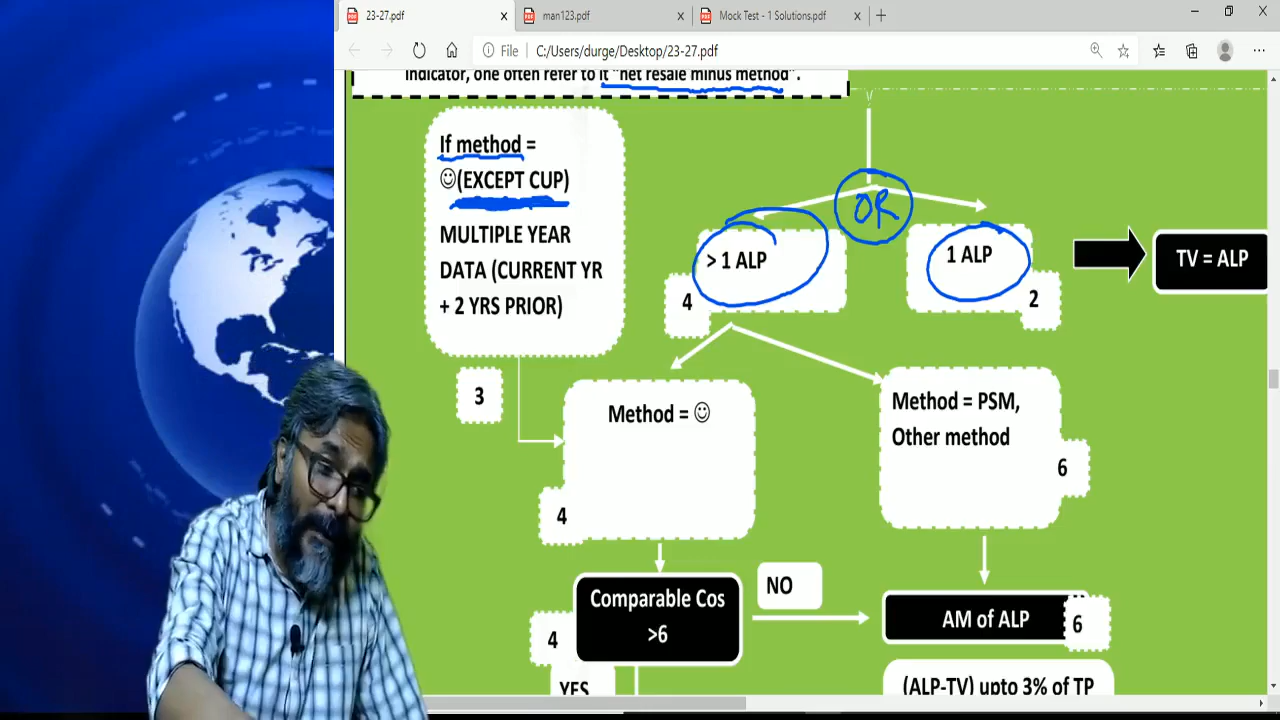 23-27.pdf
man123.pdf
Mock Test - 1 Solutions.pdf
File
C:/Users/durge/Desktop/23-27.pdf
indicator, one often refer to it "net resale minus method".
If method =
☺(EXCEPT CUP)
MULTIPLE YEAR
DATA (CURRENT YR
+ 2 YRS PRIOR)
3
OR
> 1 ALP
4
1 ALP
2
TV = ALP
Method = ☺
4
Method = PSM,
Other method
6
Comparable Cos
>6
4
NO
YES
AM of ALP
6
(ALP-TV) upto 3% of TP